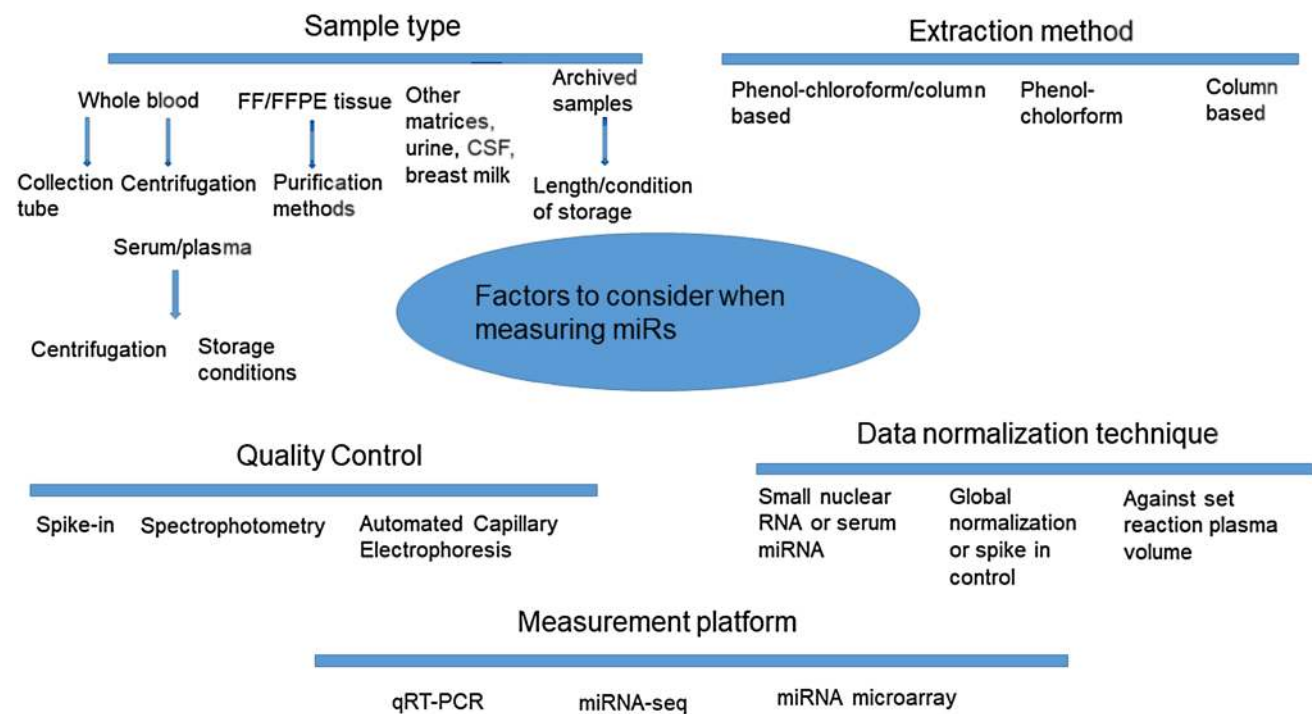 Sample type
Whole blood
FF/FFPE tissue
Other
matrices,
urine, CSF,
breast milk
Archived
samples
Collection
tube
Centrifugation
Purification
methods
Length/condition
of storage
Serum/plasma
Centrifugation
Storage
conditions
Extraction method
Phenol-chloroform/column
based
Phenol-
cholorform
Column
based
Factors to consider when
measuring miRs
Quality Control
Spike-in
Spectrophotometry
Automated Capillary
Electrophoresis
Data normalization technique
Small nuclear
RNA or serum
miRNA
Global
normalization
or spike in
control
Against set
reaction plasma
volume
Measurement platform
qRT-PCR
miRNA-seq
miRNA microarray